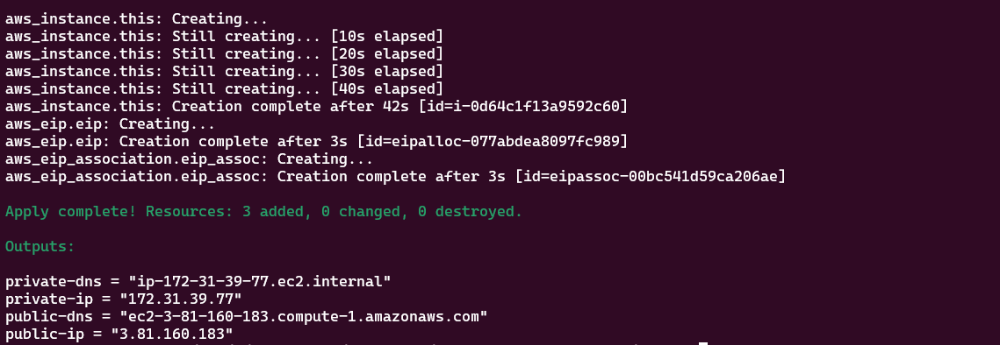 aws_instance.this: Creating...
aws_instance.this: Still creating... [10s elapsed]
aws_instance.this: Still creating... [20s elapsed]
aws_instance.this: Still creating... [30s elapsed]
aws_instance.this: Still creating... [40s elapsed]
aws_instance.this: Creation complete after 42s [id=i-0d64c1f13a9592c60]
aws_eip.eip: Creating...
aws_eip.eip: Creation complete after 3s [id=eipalloc-077abdea8097fc989]
aws_eip_association.eip_assoc: Creating...
aws_eip_association.eip_assoc: Creation complete after 3s [id=eipassoc-00bc541d59ca206ae]
Apply complete! Resources: 3 added, 0 changed, 0 destroyed.
Outputs:
private-dns = "ip-172-31-39-77.ec2.internal"
private-ip = "172.31.39.77"
public-dns = "ec2-3-81-160-183.compute-1.amazonaws.com"
public-ip = "3.81.160.183"